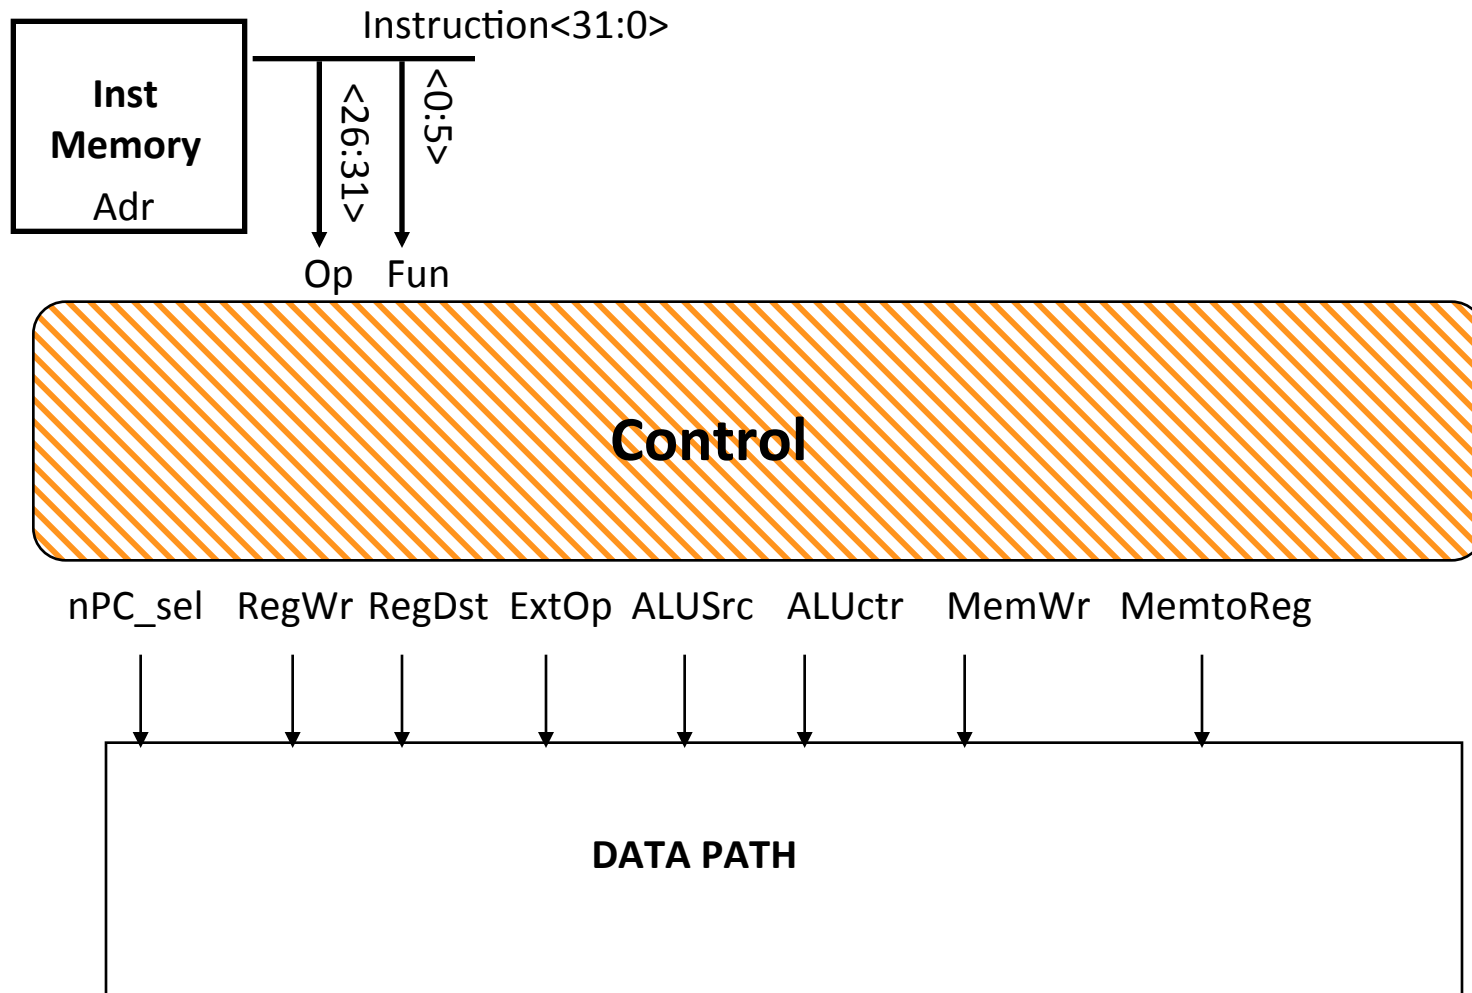 Instruction<31:0>
Inst
Memory
Adr
<26:31>
<0:5>
Op Fun
Control
nPC_sel RegWr RegDst ExtOp ALUSrc ALUctr MemWr MemtoReg
DATA PATH